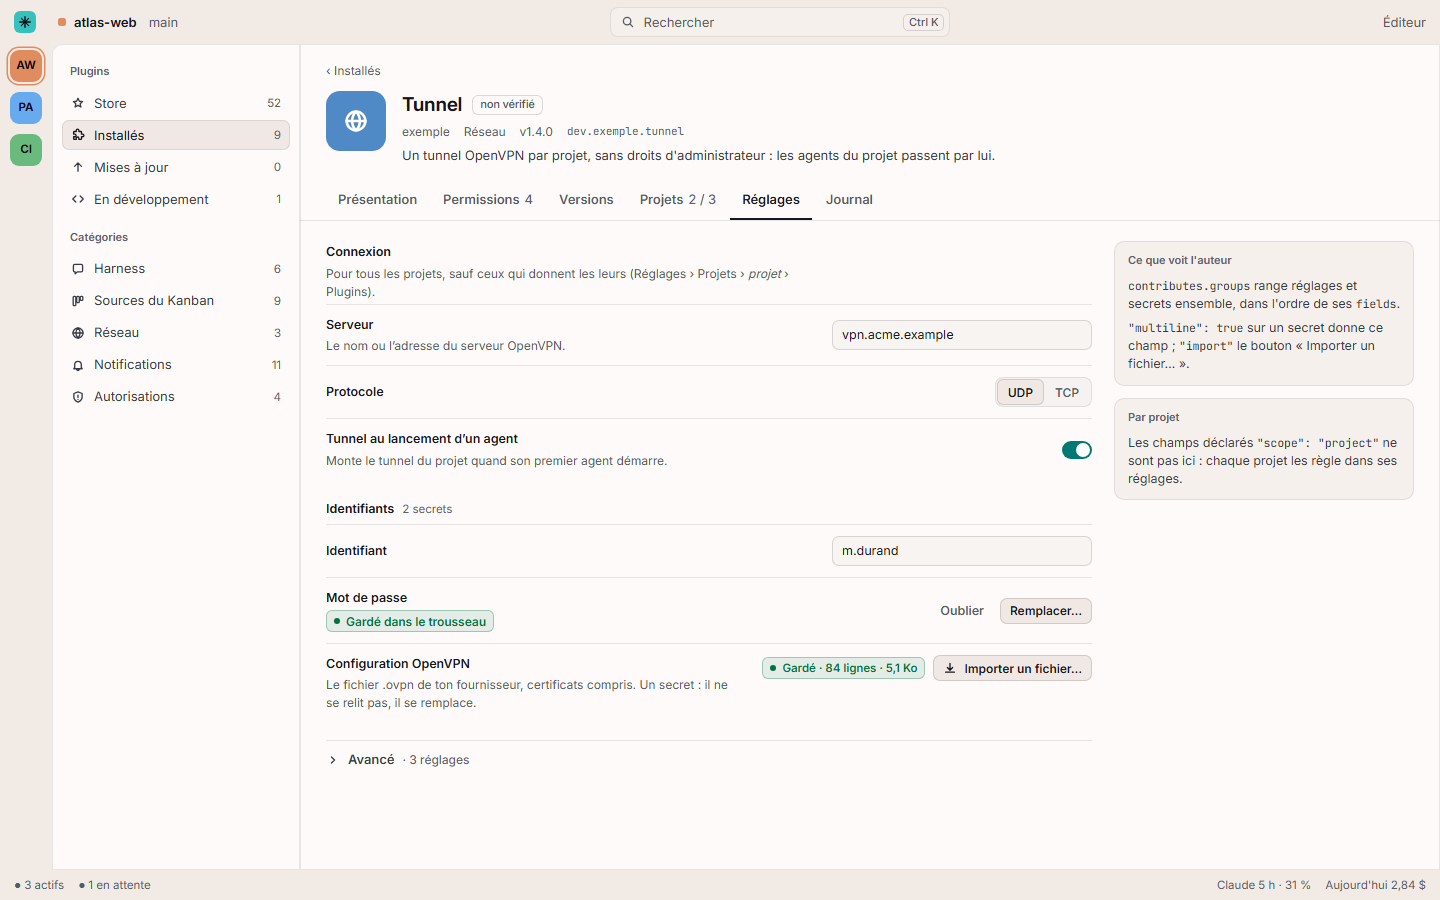 atlas-web main
Rechercher
Ctrl K
Éditeur
AW
PA
CI
Plugins
Store 52
Installés 9
Mises à jour 0
En développement 1
Catégories
Harness 6
Sources du Kanban 9
Réseau 3
Notifications 11
Autorisations 4
‹ Installés
Tunnel non vérifié
exemple Réseau v1.4.0 dev.exemple.tunnel
Un tunnel OpenVPN par projet, sans droits d'administrateur : les agents du projet passent par lui.
Présentation Permissions 4 Versions Projets 2 / 3 Réglages Journal
Connexion
Pour tous les projets, sauf ceux qui donnent les leurs (Réglages › Projets › projet ›
Plugins).
Serveur
Le nom ou l’adresse du serveur OpenVPN.
vpn.acme.example
Protocole
UDP TCP
Tunnel au lancement d’un agent
Monte le tunnel du projet quand son premier agent démarre.
Identifiants 2 secrets
Identifiant
m.durand
Mot de passe
Gardé dans le trousseau
Oublier
Remplacer…
Configuration OpenVPN
Le fichier .ovpn de ton fournisseur, certificats compris. Un secret : il ne
se relit pas, il se remplace.
Gardé · 84 lignes · 5,1 Ko
Importer un fichier…
Avancé · 3 réglages
Ce que voit l'auteur
contributes.groups range réglages et
secrets ensemble, dans l'ordre de ses fields.
"multiline": true sur un secret donne ce
champ ; "import" le bouton « Importer un
fichier… ».
Par projet
Les champs déclarés "scope": "project" ne
sont pas ici : chaque projet les règle dans ses
réglages.
3 actifs
1 en attente
Claude 5 h · 31 %
Aujourd'hui 2,84 $